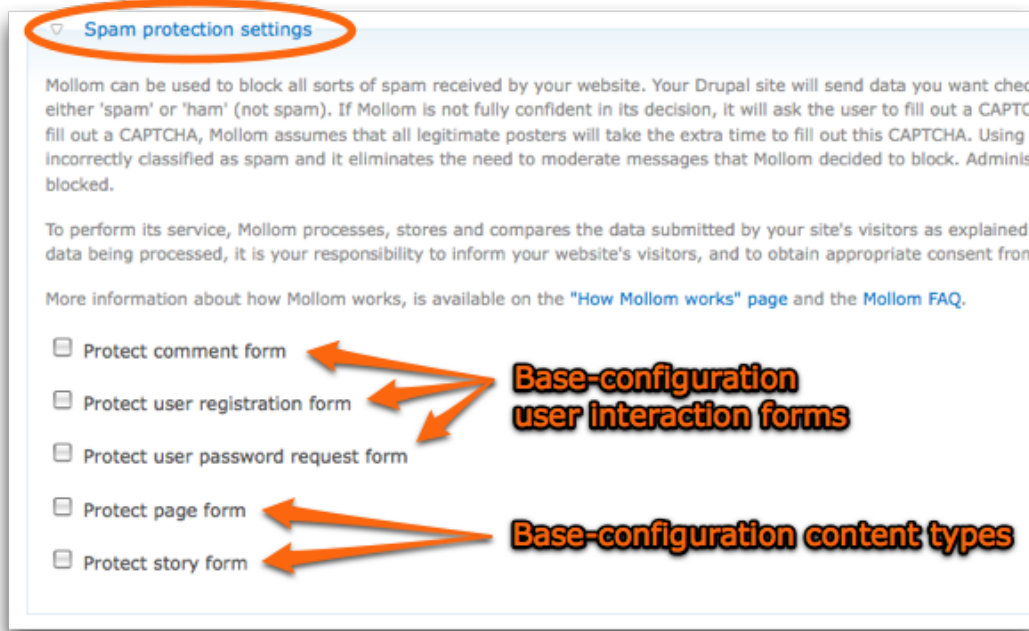 Spam protection settings
Mollom can be used to block all sorts of spam received by your website. Your Drupal site will send data you want
either 'spam' or 'ham' (not spam). If Mollom is not fully confident in its decision, it will ask the user to fill out a
fill out a CAPTCHA, Mollom assumes that all legitimate posters will take the extra time to fill out this CAPTCHA. Using
incorrectly classified as spam and it eliminates the need to moderate messages that Mollom decided to block.
blocked.
To perform its service, Mollom processes, stores and compares the data submitted by your site's visitors as explained
data being processed, it is your responsibility to inform your website's visitors, and to obtain appropriate consent
More information about how Mollom works, is available on the "How Mollom works" page and the Mollom FAQ.
Protect comment form
Base-configuration
Protect user registration form
user interaction forms
Protect user password request form
Protect page form
Base-configuration content types
Protect story form